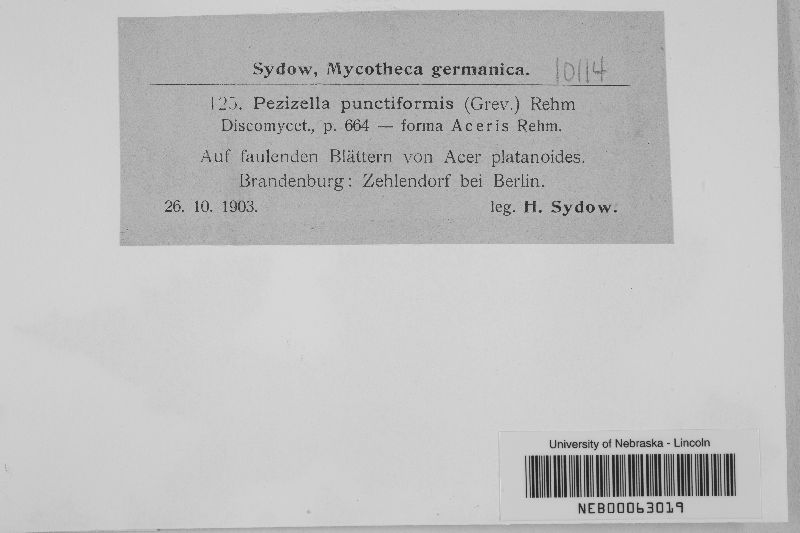 Sydow, Mycotheca germanica. 10114
125. Pezizella punctiformis (Grev.) Rehm
Discomycet., p. 664 — forma Aceris Rehm.
Auf faulenden Blättern von Acer platanoides.
Brandenburg: Zehlendorf bei Berlin.
26. 10. 1903. leg. H. Sydow.
University of Nebraska - Lincoln
NEB00063019